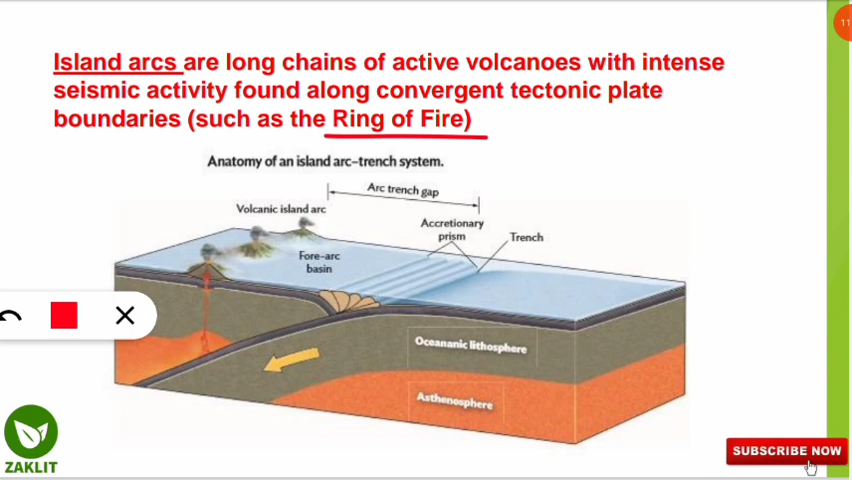 11
Island arcs are long chains of active volcanoes with intense
seismic activity found along convergent tectonic plate
boundaries (such as the Ring of Fire)
Anatomy of an island arc–trench system.
Arc trench gap
Volcanic island arc
Accretionary
prism
Trench
Fore-arc
basin
Oceananic lithosphere
Asthenosphere
ZAKLIT
SUBSCRIBE NOW